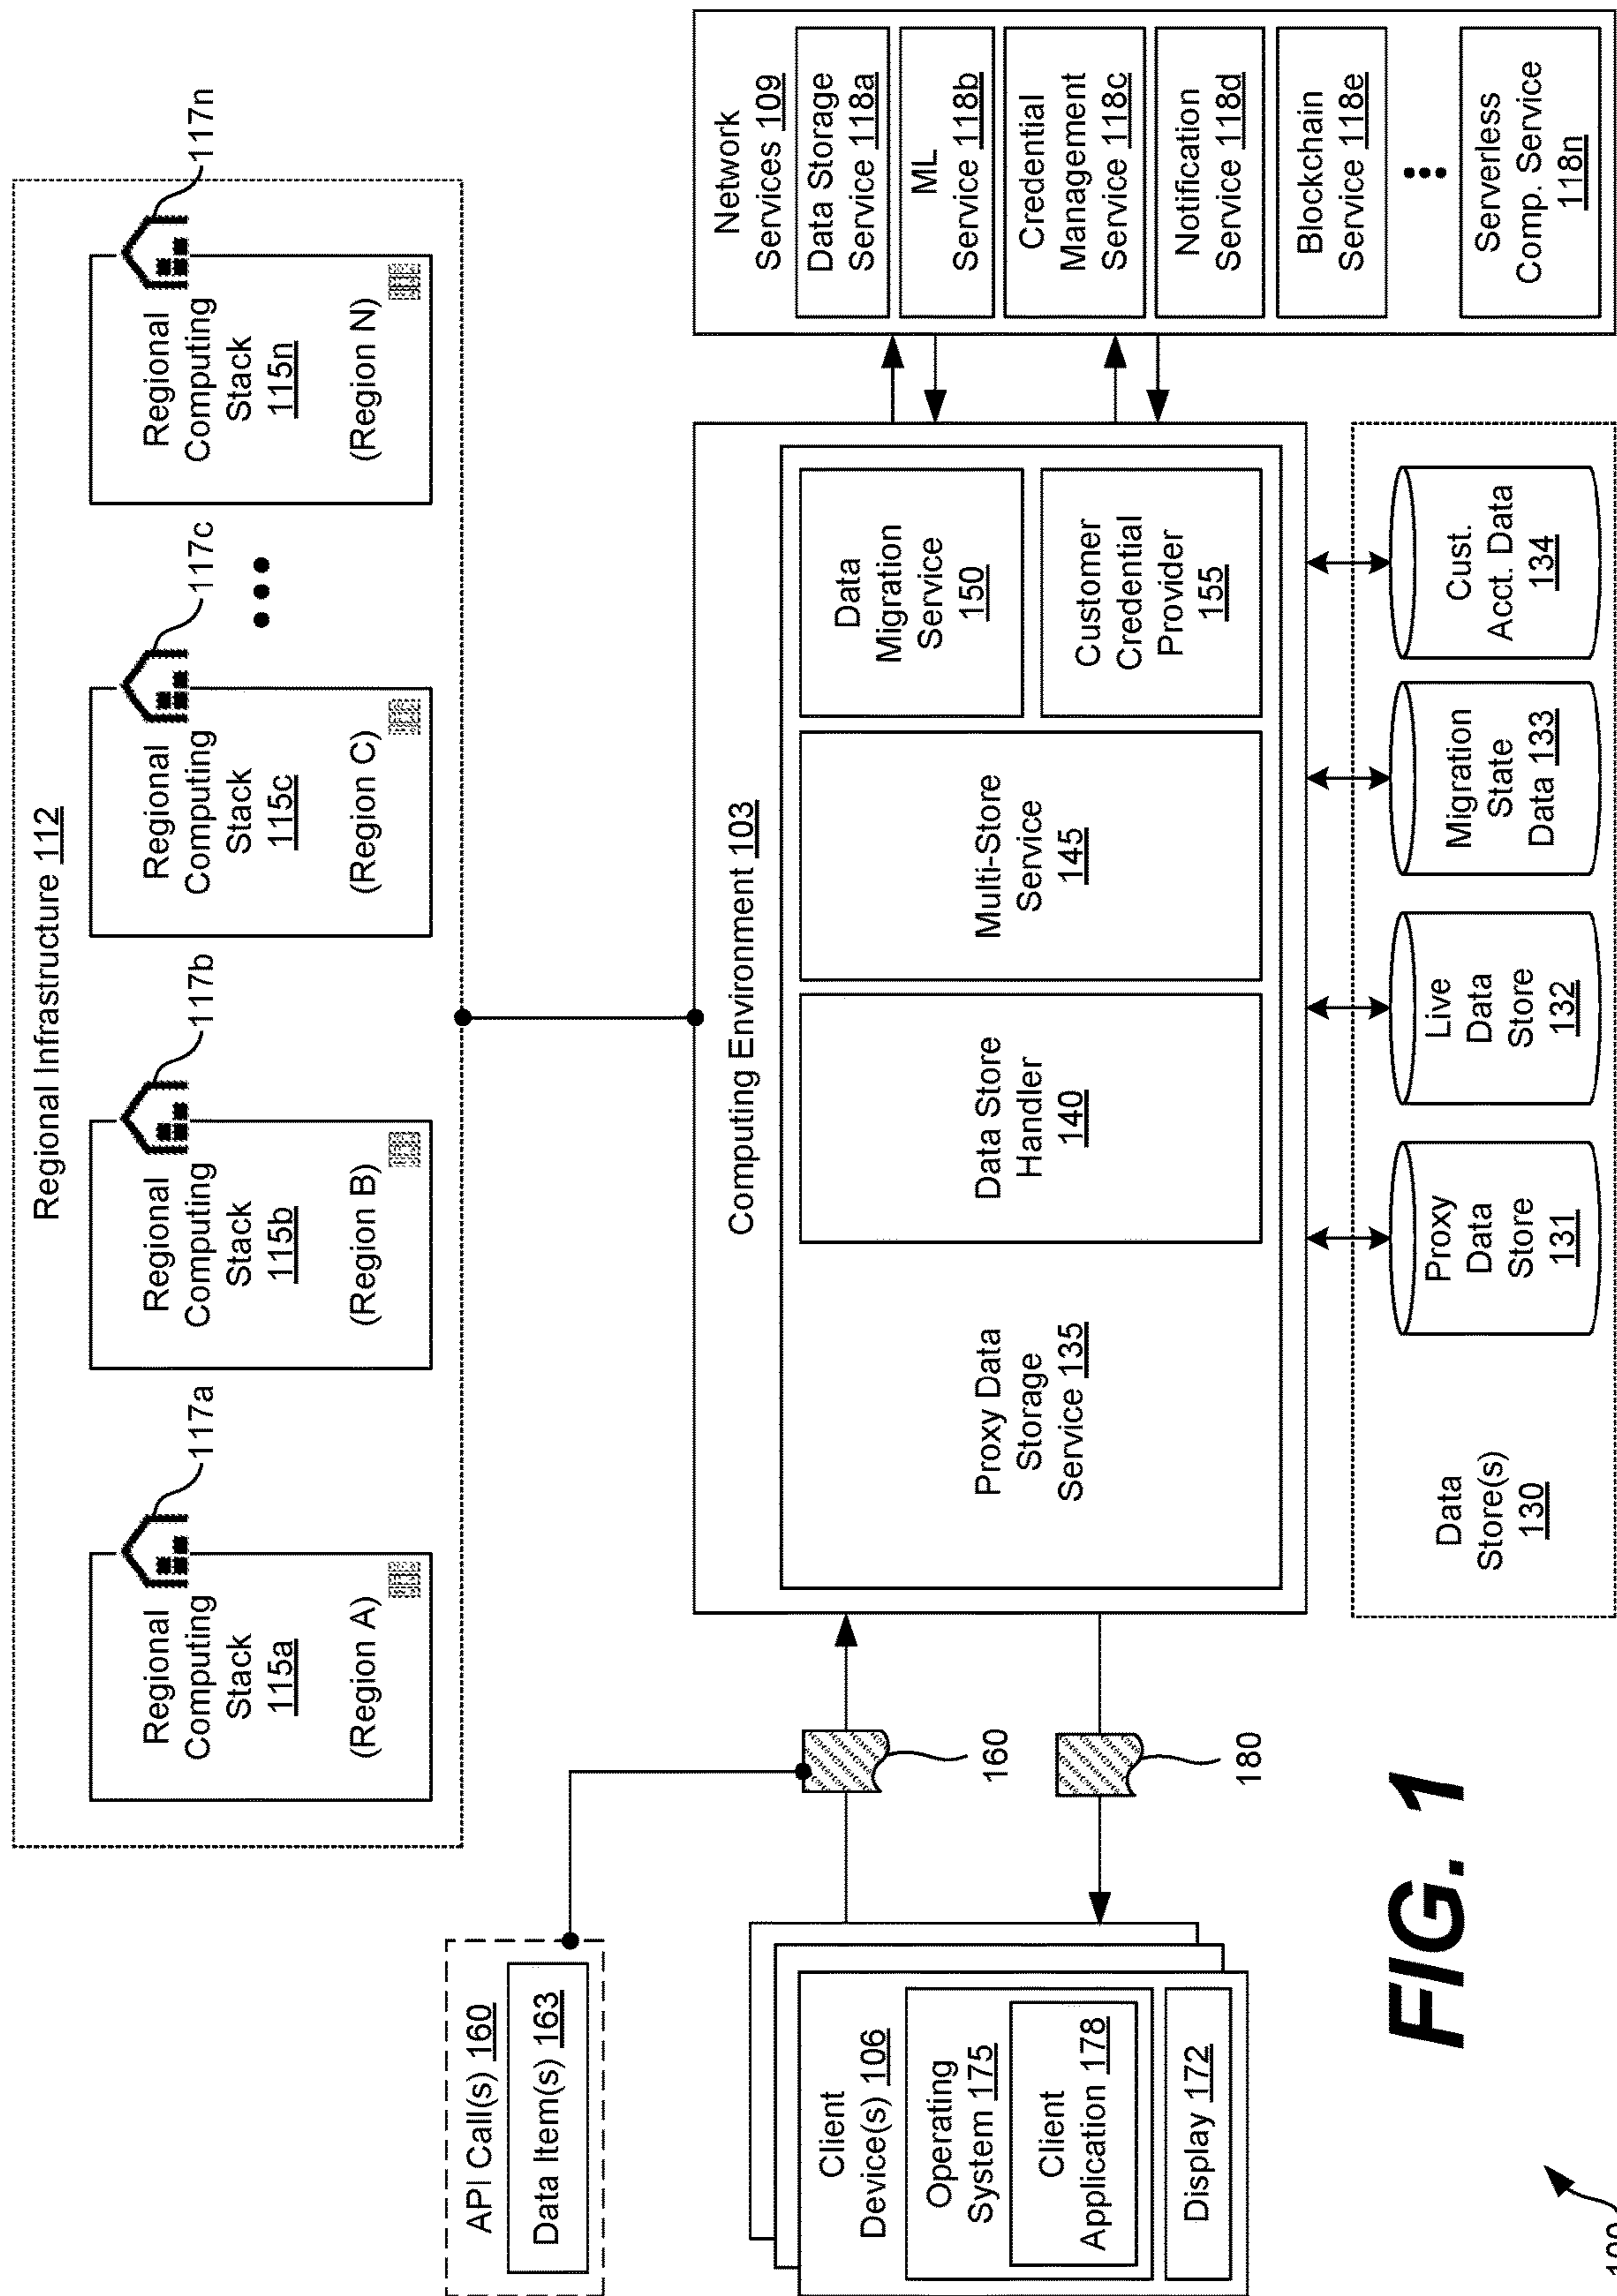 Regional Infrastructure 112
Regional
Computing
Stack
115a
(Region A)
117a
Regional
Computing
Stack
115b
(Region B)
117b
Regional
Computing
Stack
115c
(Region C)
117c
Regional
Computing
Stack
115n
(Region N)
117n
API Call(s) 160
Data Item(s) 163
Client
Device(s) 106
Operating
System 175
Client
Application 178
Display 172
160
180
Computing Environment 103
Proxy Data
Storage
Service 135
Data Store
Handler
140
Multi-Store
Service
145
Data
Migration
Service
150
Customer
Credential
Provider
155
Network
Services 109
Data Storage
Service 118a
ML
Service 118b
Credential
Management
Service 118c
Notification
Service 118d
Blockchain
Service 118e
Serverless
Comp. Service
118n
Data
Store(s)
130
Proxy
Data
Store
131
Live
Data
Store
132
Migration
State
Data 133
Cust.
Acct. Data
134
FIG. 1